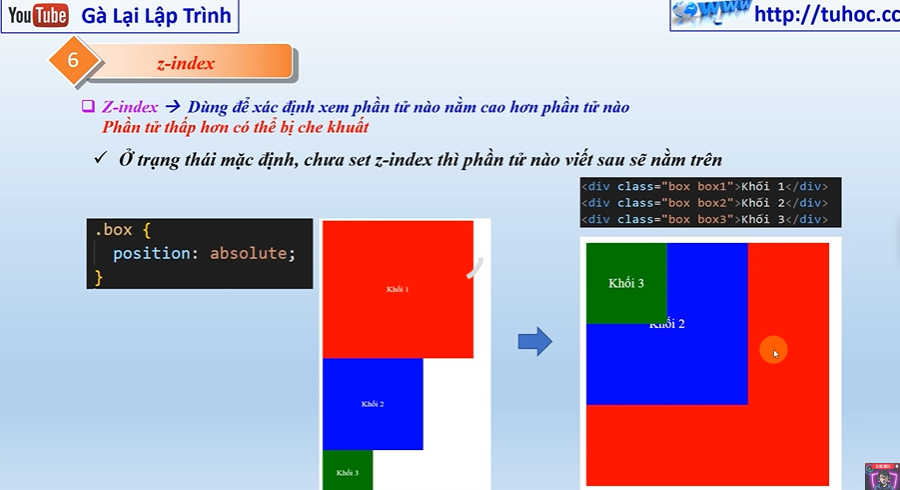 YouTube Gà Lại Lập Trình
WWW http://tuhoc.cc
6 z-index
Z-index → Dùng để xác định xem phần tử nào nằm cao hơn phần tử nào
Phần tử thấp hơn có thể bị che khuất
✓ Ở trạng thái mặc định, chưa set z-index thì phần tử nào viết sau sẽ nằm trên
<div class="box box1">Khối 1</div>
<div class="box box2">Khối 2</div>
<div class="box box3">Khối 3</div>
.box {
position: absolute;
}
Khối 1
Khối 2
Khối 3
Khối 3
Khối 2